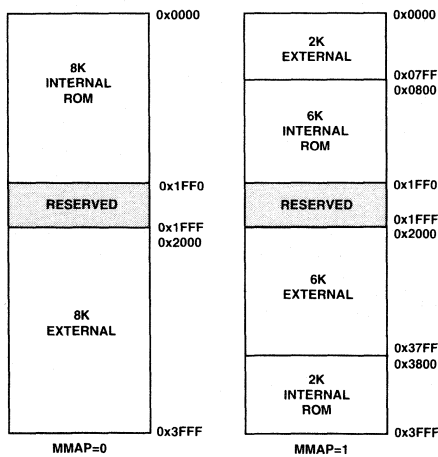 0x0000
8K
INTERNAL
ROM
0x1FF0
RESERVED
0x1FFF
0x2000
8K
EXTERNAL
0x3FFF
MMAP=0
0x0000
2K
EXTERNAL
0x07FF
0x0800
6K
INTERNAL
ROM
0x1FF0
RESERVED
0x1FFF
0x2000
6K
EXTERNAL
0x37FF
0x3800
2K
INTERNAL
ROM
0x3FFF
MMAP=1